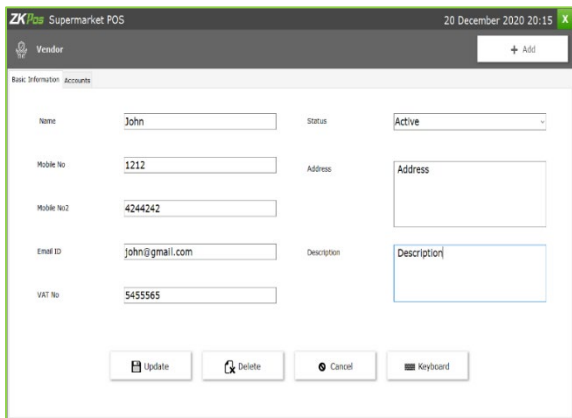 ZKPos Supermarket POS 20 December 2020 20:15 X
Vendor + Add
Basic Information Accounts
Name John Status Active
Mobile No 1212 Address Address
Mobile No2 4244242
Email ID john@gmail.com Description Description
VAT No 5455565
Update Delete Cancel Keyboard